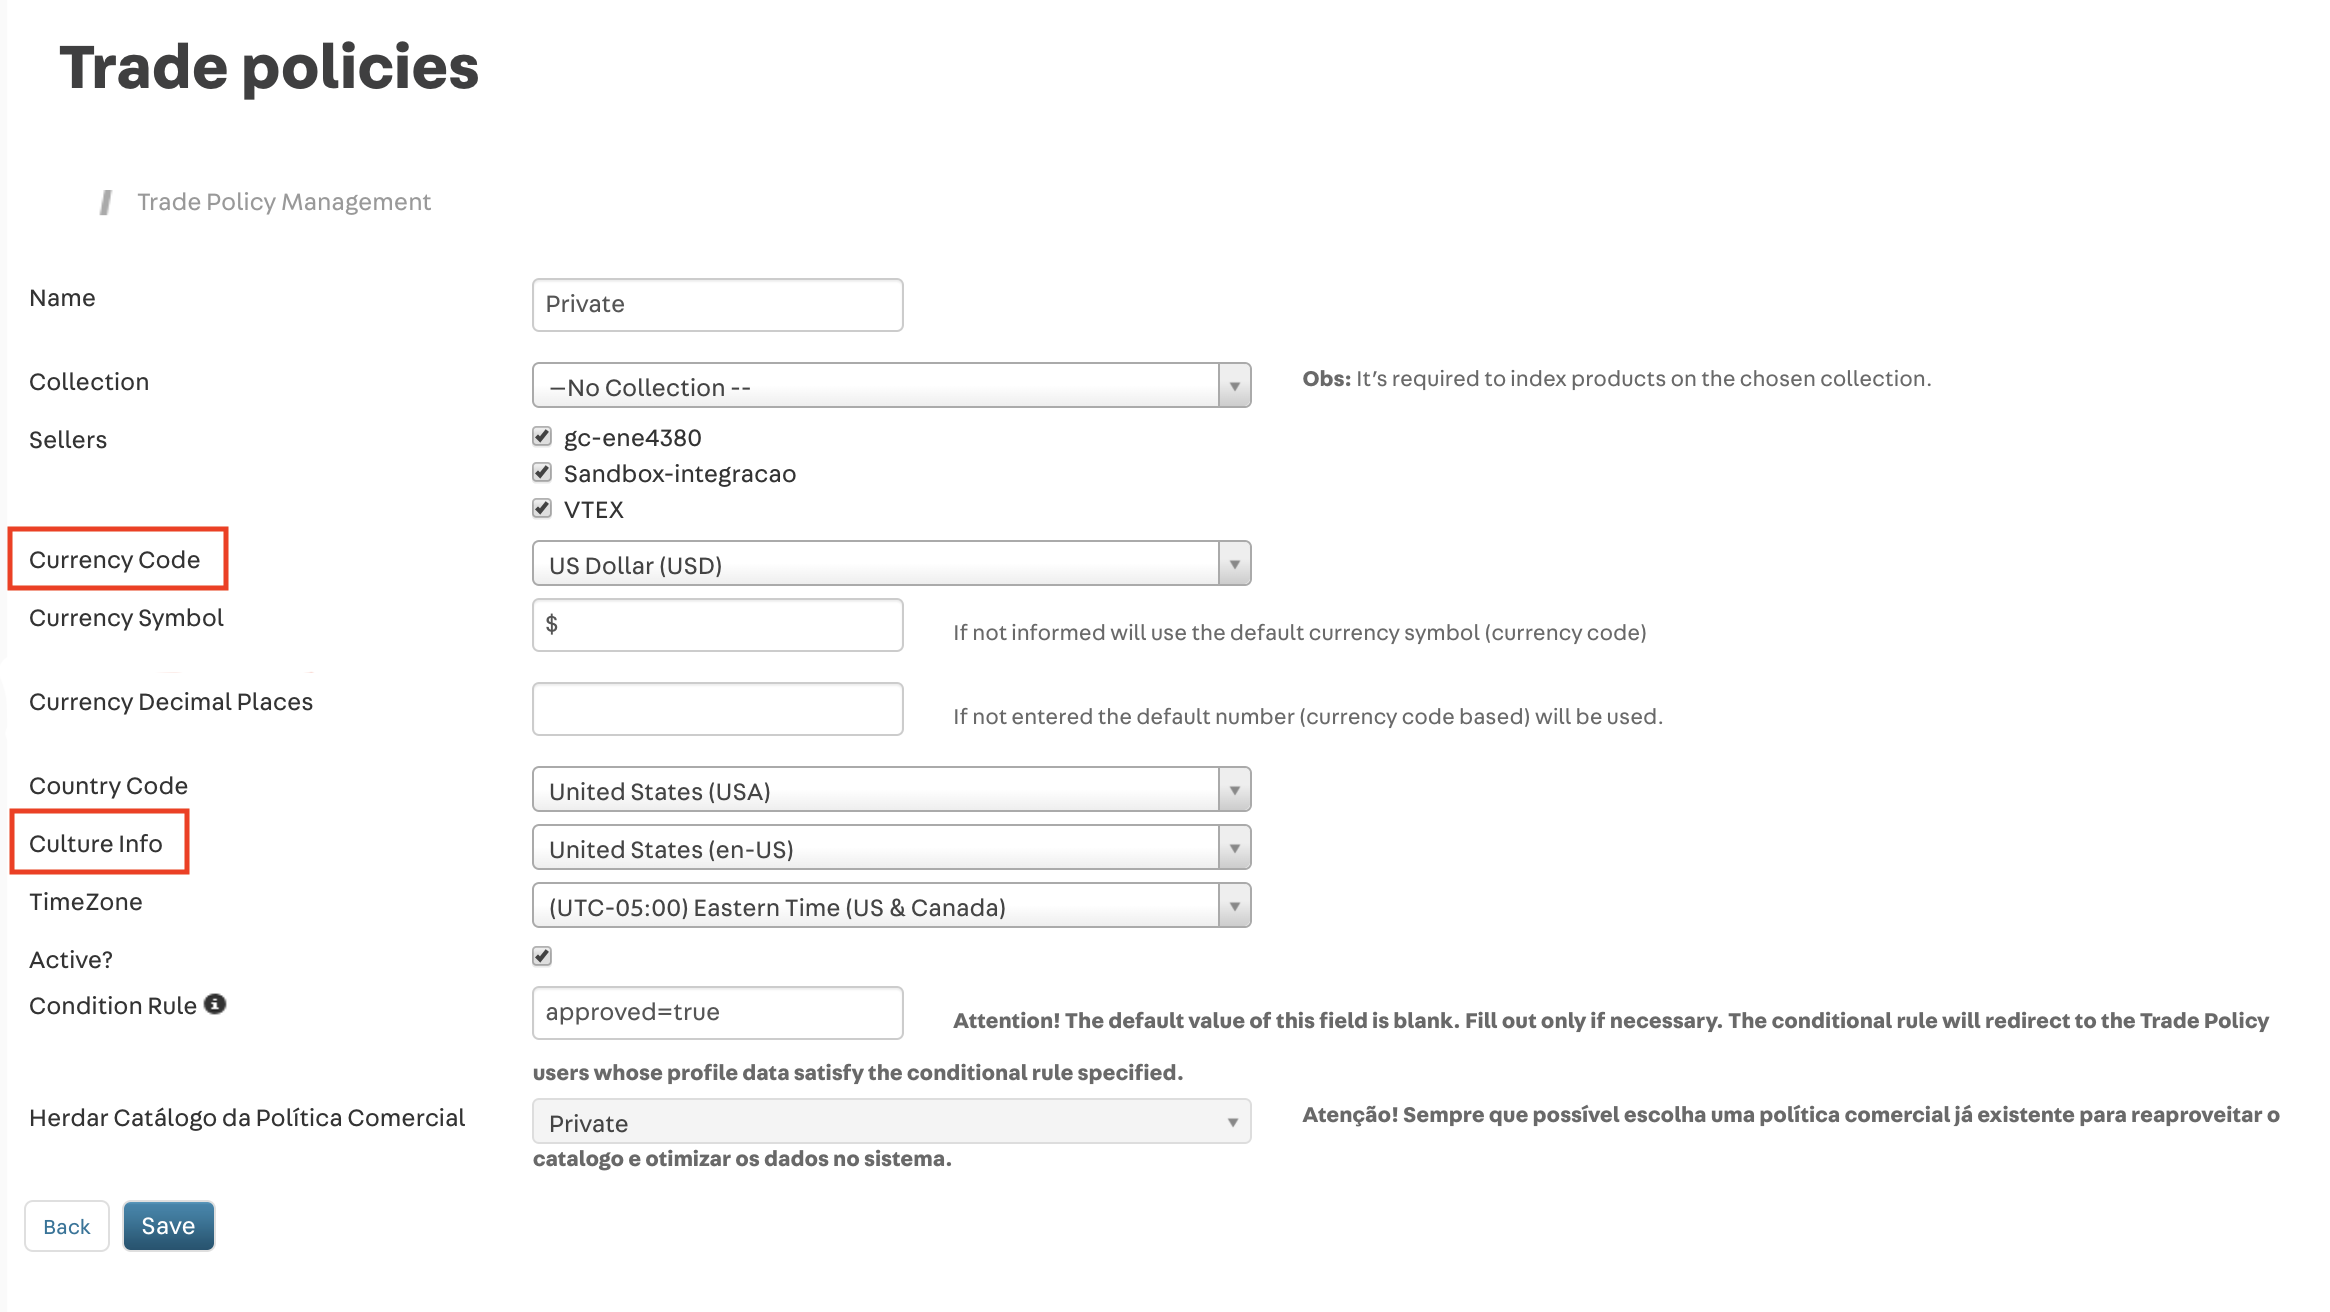 Trade policies
Trade Policy Management
Name
Private
Collection
—No Collection --
Obs: It's required to index products on the chosen collection.
Sellers
gc-ene4380
Sandbox-integracao
VTEX
Currency Code
US Dollar (USD)
Currency Symbol
$
If not informed will use the default currency symbol (currency code)
Currency Decimal Places
If not entered the default number (currency code based) will be used.
Country Code
United States (USA)
Culture Info
United States (en-US)
TimeZone
(UTC-05:00) Eastern Time (US & Canada)
Active?
Condition Rule
approved=true
Attention! The default value of this field is blank. Fill out only if necessary. The conditional rule will redirect to the Trade Policy
users whose profile data satisfy the conditional rule specified.
Herdar Catálogo da Política Comercial
Private
Atenção! Sempre que possível escolha uma política comercial já existente para reaproveitar o
catalogo e otimizar os dados no sistema.
Back
Save